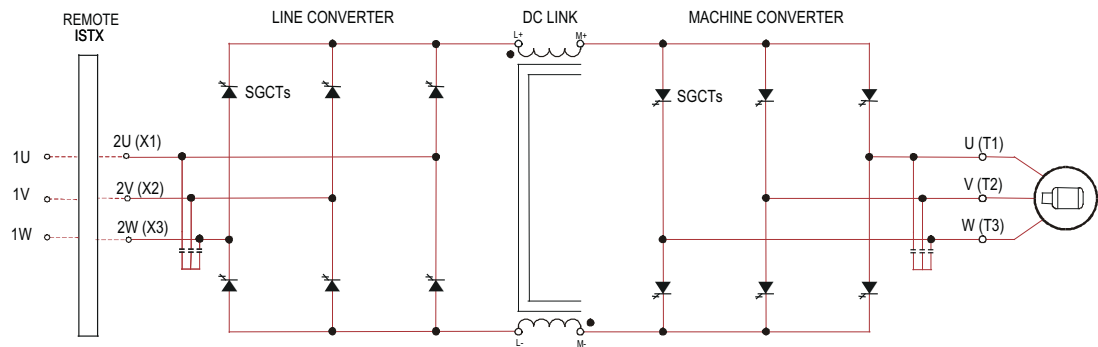 REMOTE
ISTX
LINE CONVERTER
DC LINK
MACHINE CONVERTER
L+
M+
SGCTs
SGCTs
1U
2U (X1)
U (T1)
1V
2V (X2)
V (T2)
1W
2W (X3)
W (T3)
L-
M-